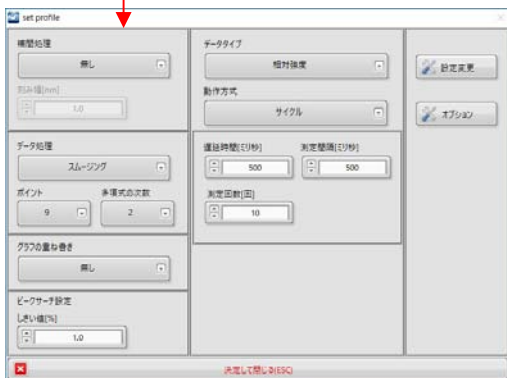 set profile
補間処理
無し
刻み幅[nm]
1.0
データ処理
スムージング
ポイント
多項式の次数
9
2
グラフの重ね書き
無し
ピークサーチ設定
しきい値[%]
1.0
データタイプ
相対強度
動作方式
サイクル
遅延時間[ミリ秒]
測定間隔[ミリ秒]
500
500
測定回数[回]
10
設定変更
オプション
決定して閉じる(ESC)